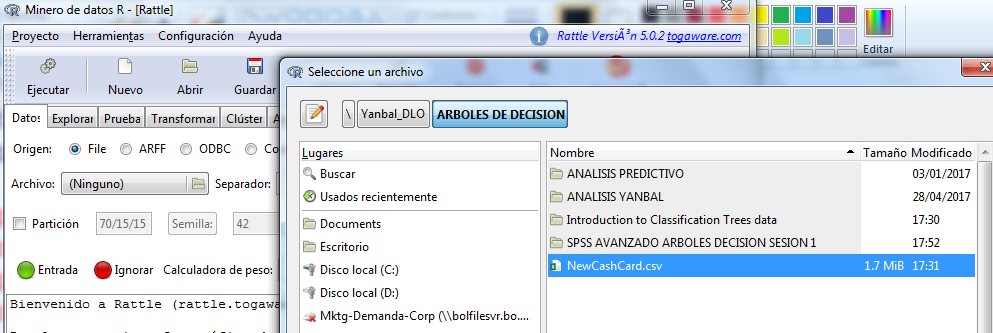 Minero de datos R - [Rattle]
Proyecto Herramientas Configuración Ayuda
Rattle VersiÃ³n 5.0.2 togaware.com
Editar
Ejecutar Nuevo Abrir Guardar
Datos Explorar Prueba Transformar Clúster
Origen: File ARFF ODBC Co
Archivo: (Ninguno) Separador:
Partición 70/15/15 Semilla: 42
Entrada Ignorar Calculadora de peso:
Bienvenido a Rattle (rattle.togawa
Seleccione un archivo
\ Yanbal_DLO ARBOLES DE DECISION
Lugares
Buscar
Usados recientemente
Documents
Escritorio
Disco local (C:)
Disco local (D:)
Mktg-Demanda-Corp (\\bolfilesvr.bo....
Nombre Tamaño Modificado
ANALISIS PREDICTIVO 03/01/2017
ANALISIS YANBAL 28/04/2017
Introduction to Classification Trees data 17:30
SPSS AVANZADO ARBOLES DECISION SESION 1 17:52
NewCashCard.csv 1.7 MiB 17:31